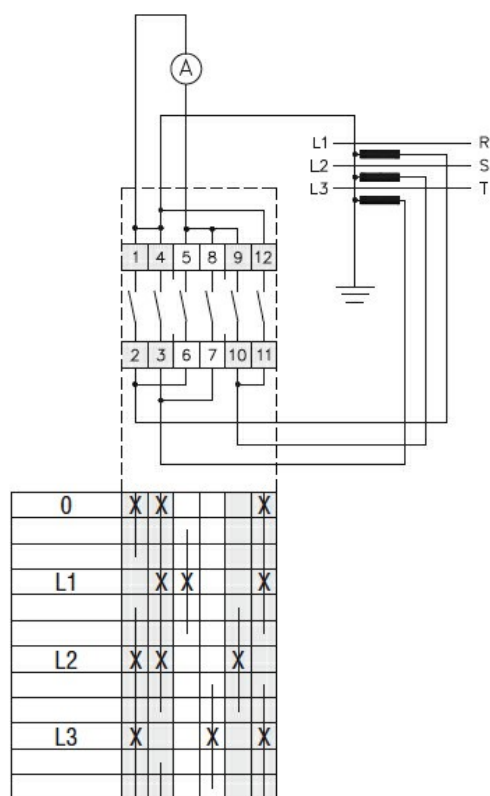 A
L1 R
L2 S
L3 T
1 4 5 8 9 12
2 3 6 7 10 11
0 X X X
L1 X X X
L2 X X X
L3 X X X